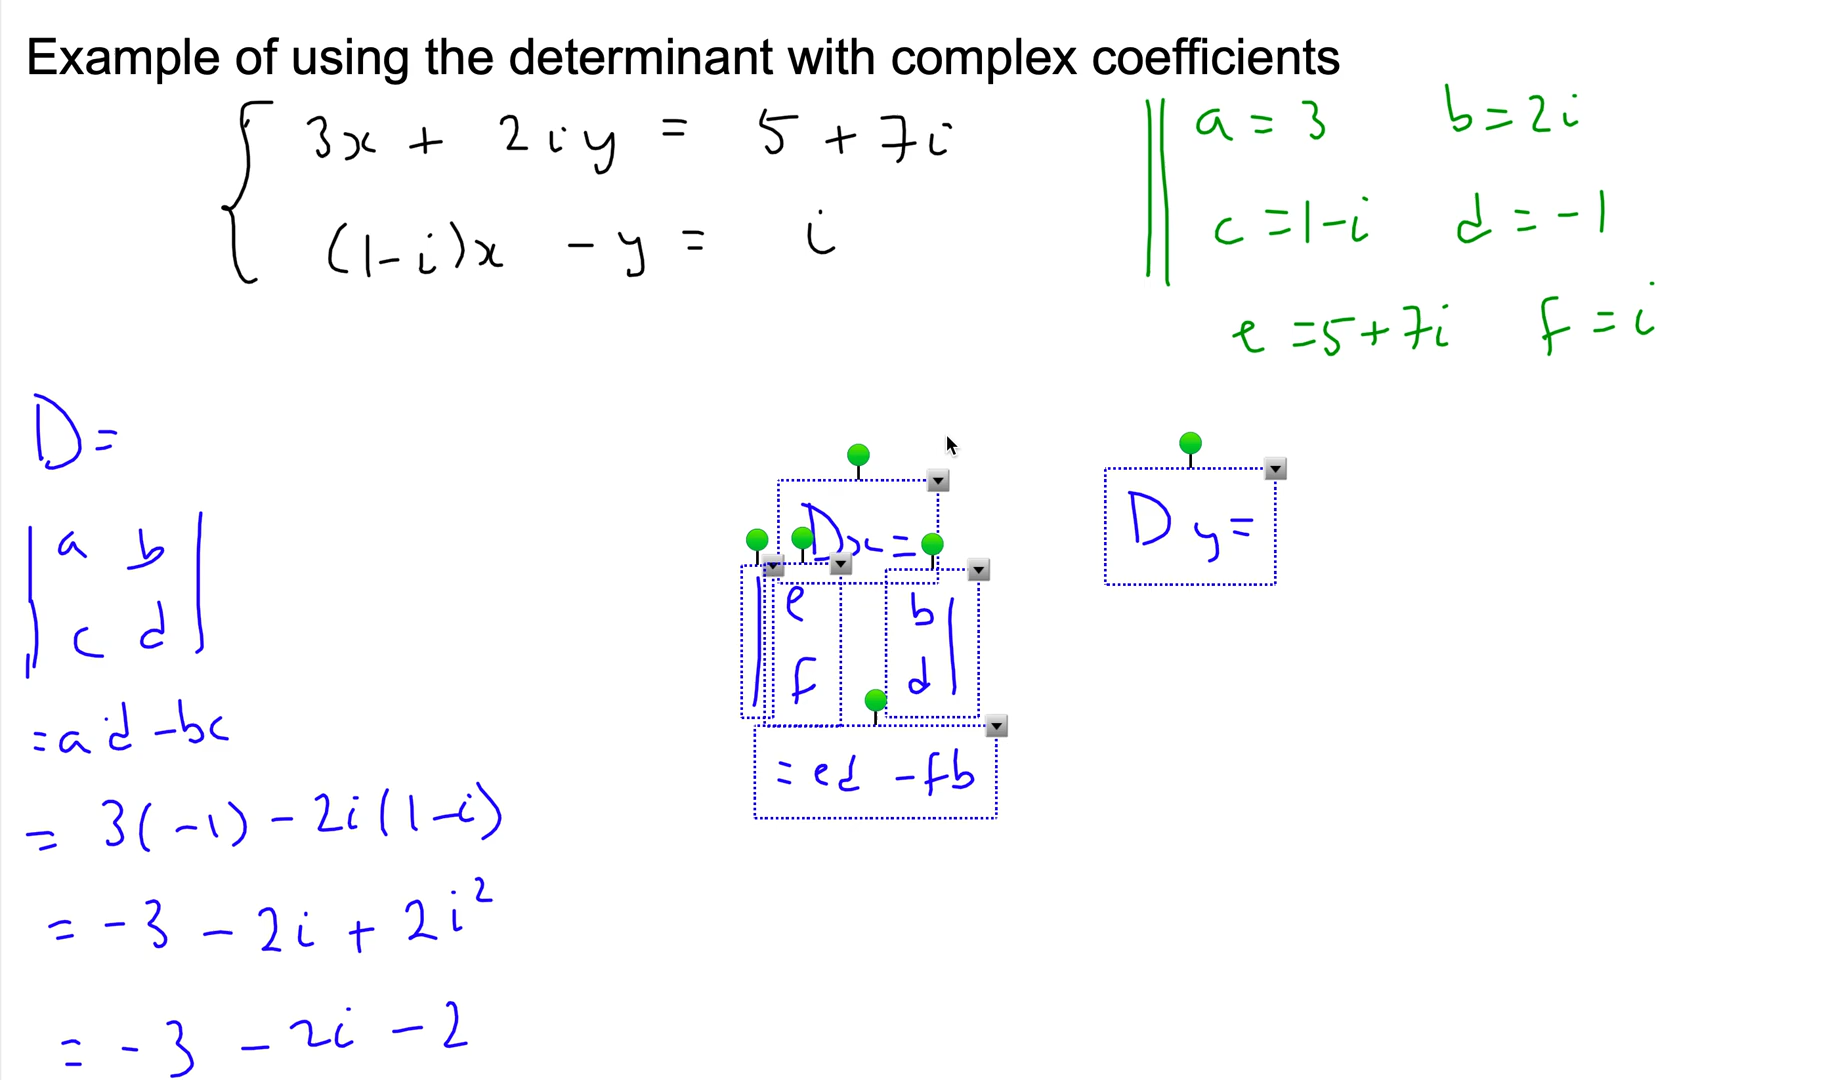 Example of using the determinant with complex coefficients
3x + 2iy = 5 + 7i
(1-i)x - y = i
a = 3 b = 2i
c = 1-i d = -1
e = 5+7i f = i
D =
a b
c d
= ad - bc
= 3(-1) - 2i(1-i)
= -3 - 2i + 2i²
= -3 - 2i - 2
Dx =
e b
f d
= ed - fb
Dy =